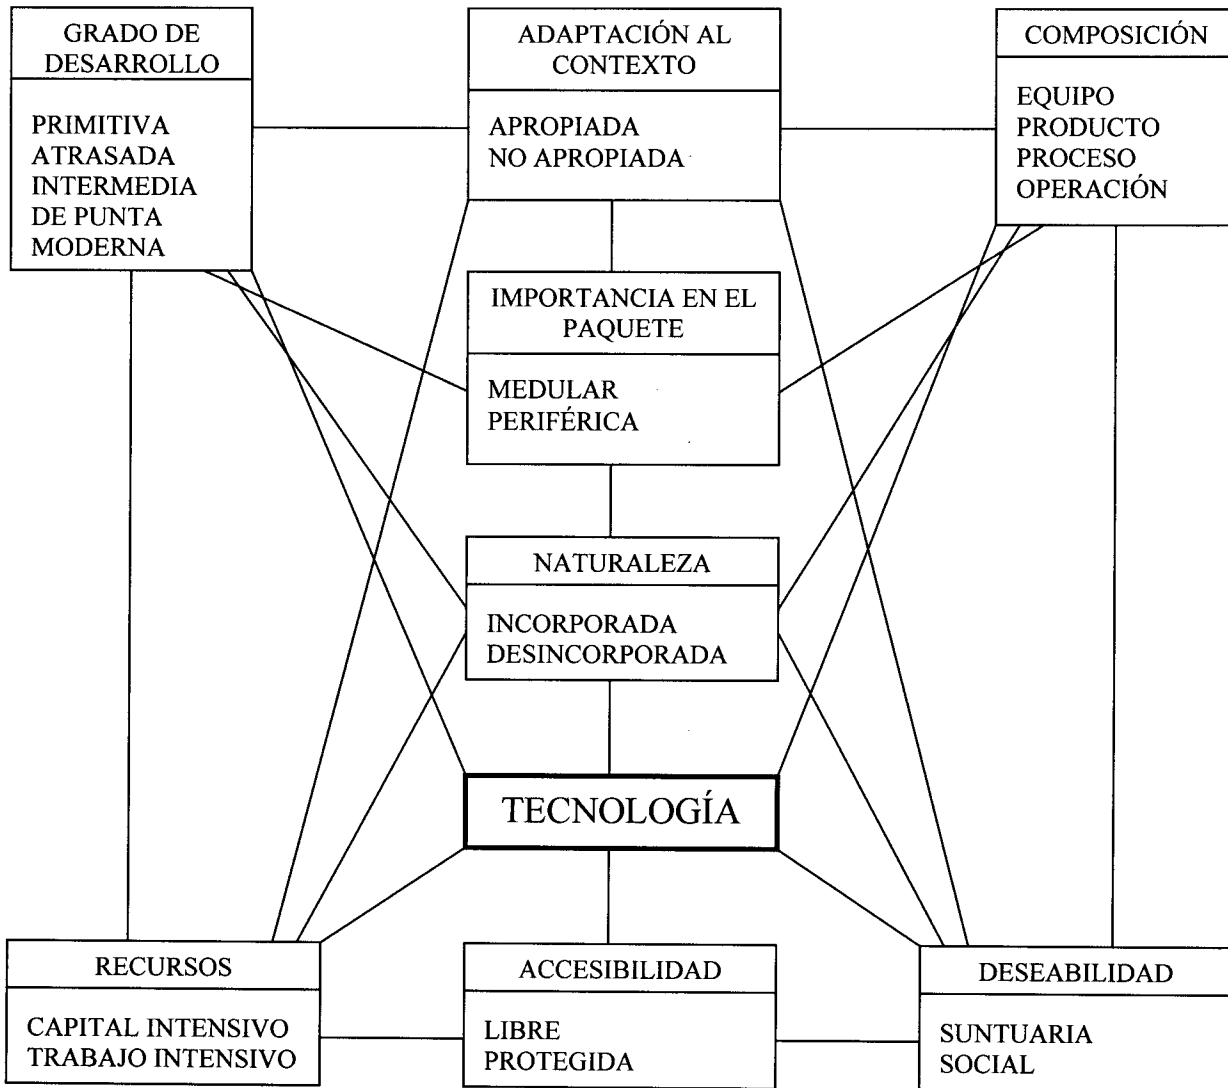 GRADO DE
DESARROLLO
PRIMITIVA
ATRASADA
INTERMEDIA
DE PUNTA
MODERNA
ADAPTACIÓN AL
CONTEXTO
APROPIADA
NO APROPIADA
COMPOSICIÓN
EQUIPO
PRODUCTO
PROCESO
OPERACIÓN
IMPORTANCIA EN EL
PAQUETE
MEDULAR
PERIFÉRICA
NATURALEZA
INCORPORADA
DESINCORPORADA
TECNOLOGÍA
RECURSOS
CAPITAL INTENSIVO
TRABAJO INTENSIVO
ACCESIBILIDAD
LIBRE
PROTEGIDA
DESEABILIDAD
SUNTUARIA
SOCIAL